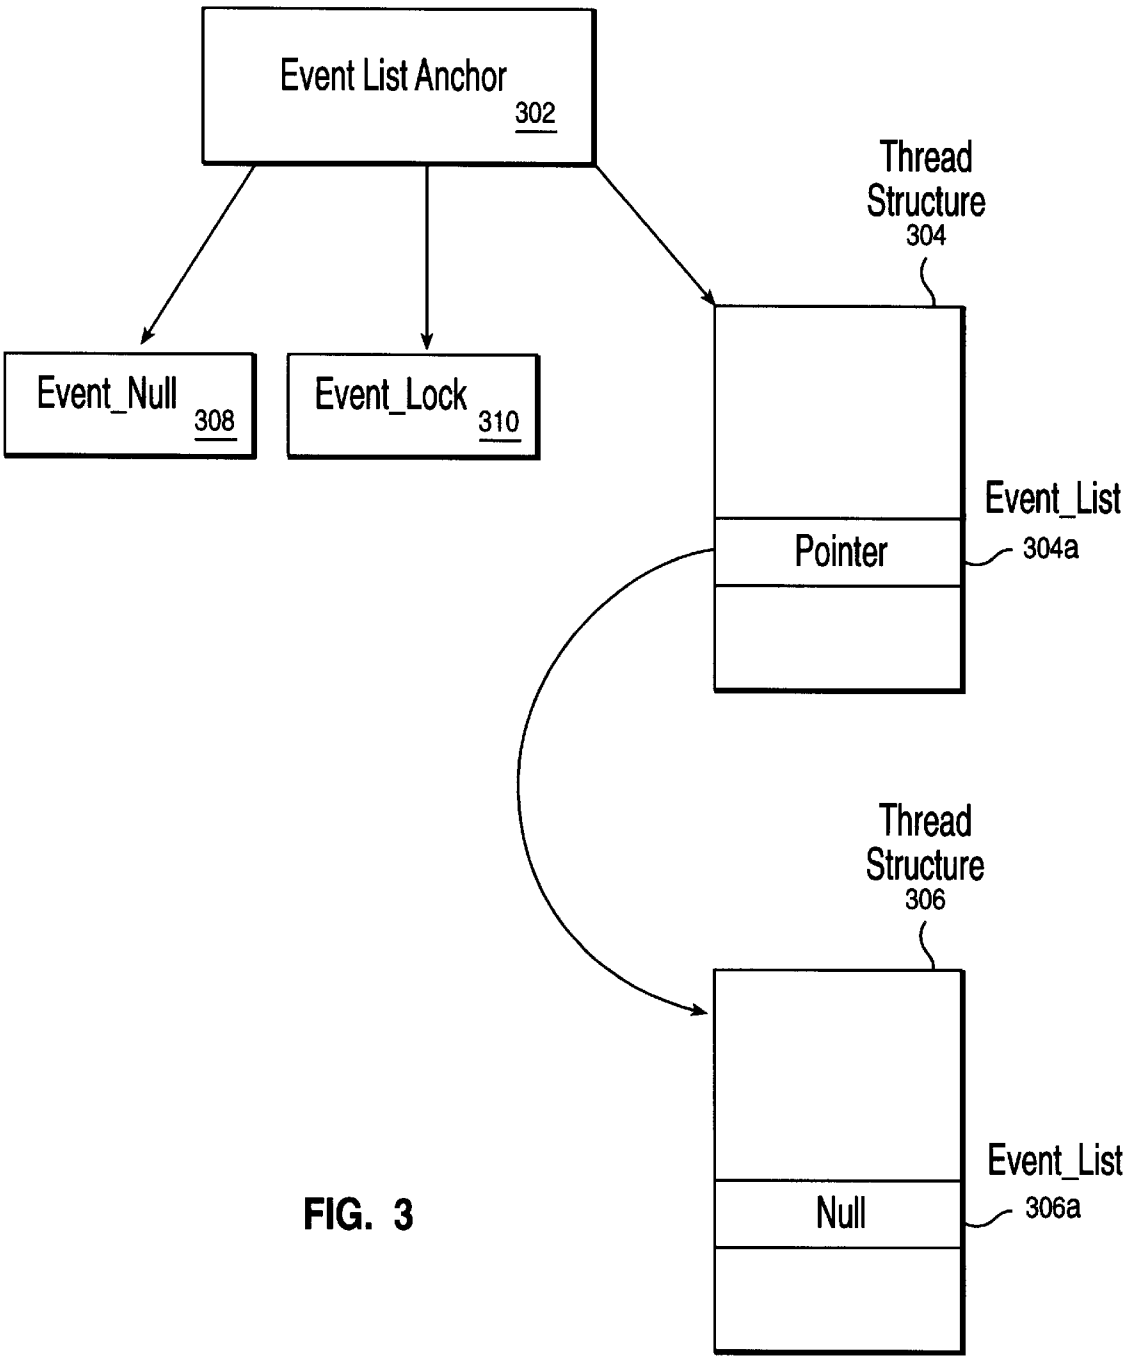 Event List Anchor
302
Thread
Structure
304
Event_Null
308
Event_Lock
310
Event_List
Pointer
304a
Thread
Structure
306
Event_List
Null
306a
FIG. 3